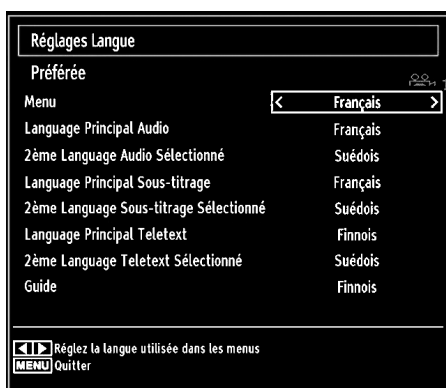 Réglages Langue
Préférée
Menu < Français >
Language Principal Audio Français
2ème Language Audio Sélectionné Suédois
Language Principal Sous-titrage Français
2ème Language Sous-titrage Sélectionné Suédois
Language Principal Teletext Finnois
2ème Language Teletext Sélectionné Suédois
Guide Finnois
Réglez la langue utilisée dans les menus
MENU Quitter